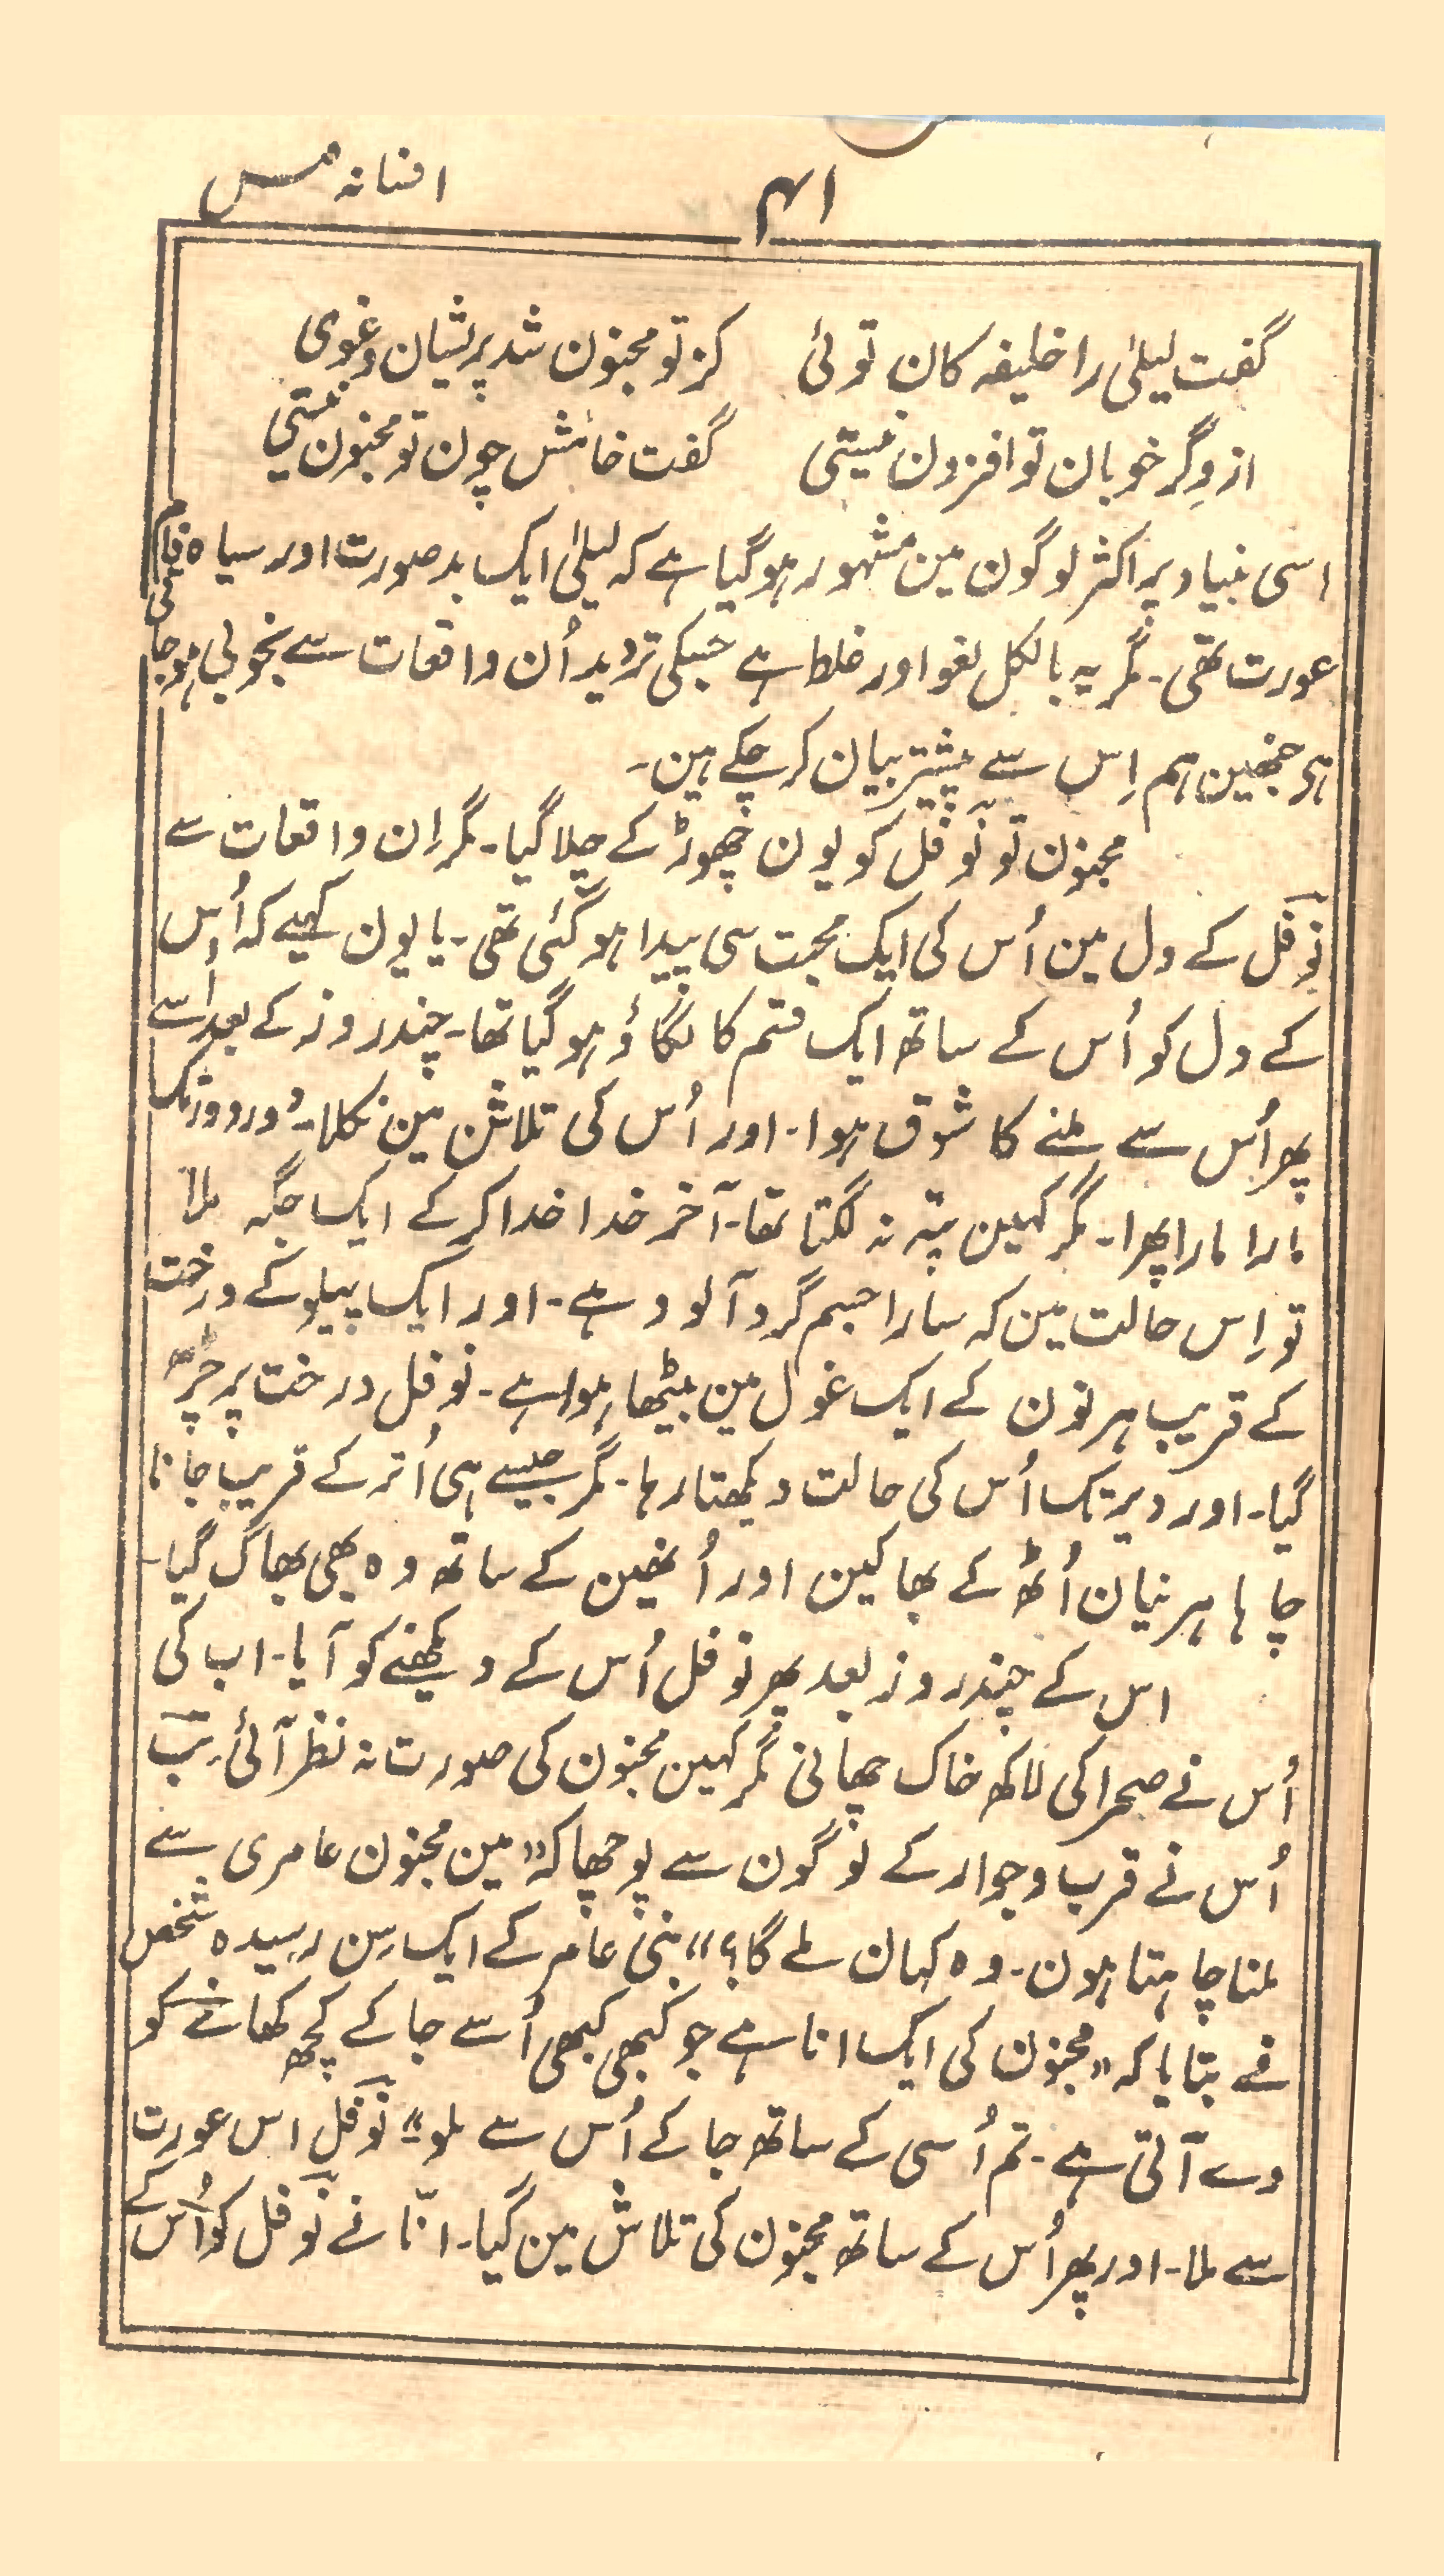 ۴۱ افسانہ قیس
گفت لیلیٰ را خلیفہ کان توئی کز تو مجنون شد پریشان و غوی
از دِگر خوبان تو افزون نیستی گفت خامُش چون تو مجنون نیستی
اسی بنیاد پر اکثر لوگون مین مشہور ہوگیا ہے کہ لیلیٰ ایک بدصورت اور سیاہ فام
عورت تھی۔ مگر یہ بالکل لغو اور غلط ہے جسکی تردید اُن واقعات سے بخوبی ہوجاتی
ہی جنھین ہم اِس سے پیشتر بیان کر چکے ہین۔
مجنون تو نوفل کو یون چھوڑ کے چلا گیا۔ مگر اِن واقعات سے
نوفل کے دل مین اُس کی ایک محبت سی پیدا ہو گئی تھی۔ یا یون کہیے کہ اُس
کے دل کو اُس کے ساتھ ایک قسم کا لگاؤ ہو گیا تھا۔ چند روز کے بعد اُسے
پھر اُس سے ملنے کا شوق ہوا۔ اور اُس کی تلاش مین نکلا۔ دُور دور تک
مارا مارا پھرا۔ مگر کہین پتہ نہ لگتا تھا۔ آخر خدا خدا کر کے ایک جگہ ملا
تو اِس حالت مین کہ سارا جسم گرد آلود ہے۔ اور ایک پیلو کے درخت
کے قریب ہرنون کے ایک غول مین بیٹھا ہوا ہے۔ نوفل درخت پر چڑھ
گیا۔ اور دیر تک اُس کی حالت دیکھتا رہا۔ مگر جیسے ہی اُتر کے قریب جانا
چاہا ہرنیان اُٹھ کے بھاگین اور اُنھین کے ساتھ وہ بھی بھاگ گیا۔
اس کے چند روز بعد پھر نوفل اُس کے دیکھنے کو آیا۔ اب کی
اُس نے صحرا کی لاکھ خاک چھانی مگر کہین مجنون کی صورت نہ نظر آئی۔ تب
اُس نے قرب و جوار کے لوگون سے پوچھا کہ "مین مجنون عامری سے
ملنا چاہتا ہون۔ وہ کہان ملے گا؟" بنی عامر کے ایک سِن رسیدہ شخص
نے بتایا کہ "مجنون کی ایک انا ہے جو کبھی کبھی اُسے جا کے کچھ کھانے کو
دے آتی ہے۔ تم اُسی کے ساتھ جا کے اُس سے ملو۔" نوفل اس عورت
سے ملا۔ اور پھر اُس کے ساتھ مجنون کی تلاش مین گیا۔ انّا نے نوفل کو اُس کے